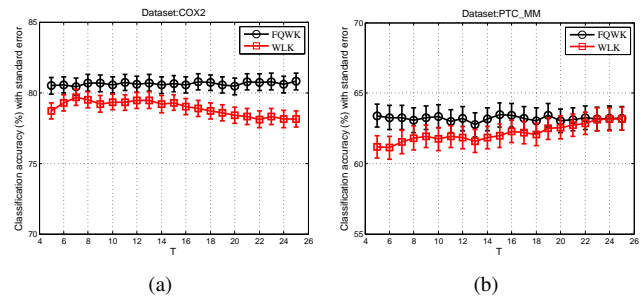 Dataset:COX2
Classification accuracy (%) with standard error
85
80
75
70
FQWK
WLK
4 6 8 10 12 14 16 18 20 22 24 26
T
(a)
Dataset:PTC_MM
Classification accuracy (%) with standard error
70
65
60
55
FQWK
WLK
4 6 8 10 12 14 16 18 20 22 24 26
T
(b)